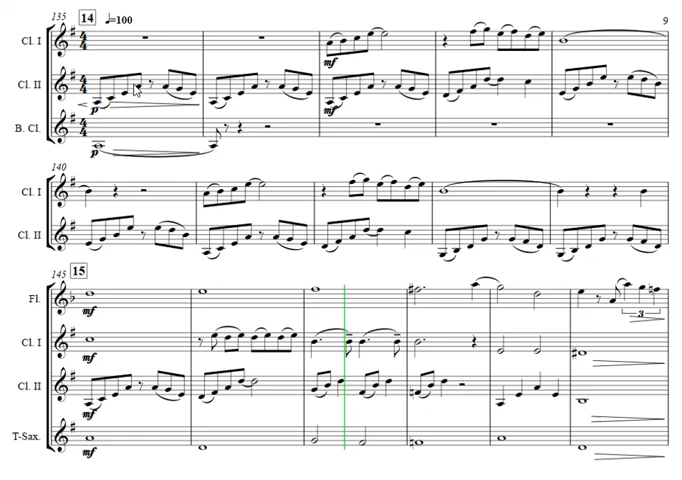 135 14 ♩=100 9
Cl. I
mf
Cl. II
p mf
B. Cl.
p
140
Cl. I
Cl. II
145 15
Fl.
mf
3
Cl. I
mf
Cl. II
mf
T-Sax.
mf